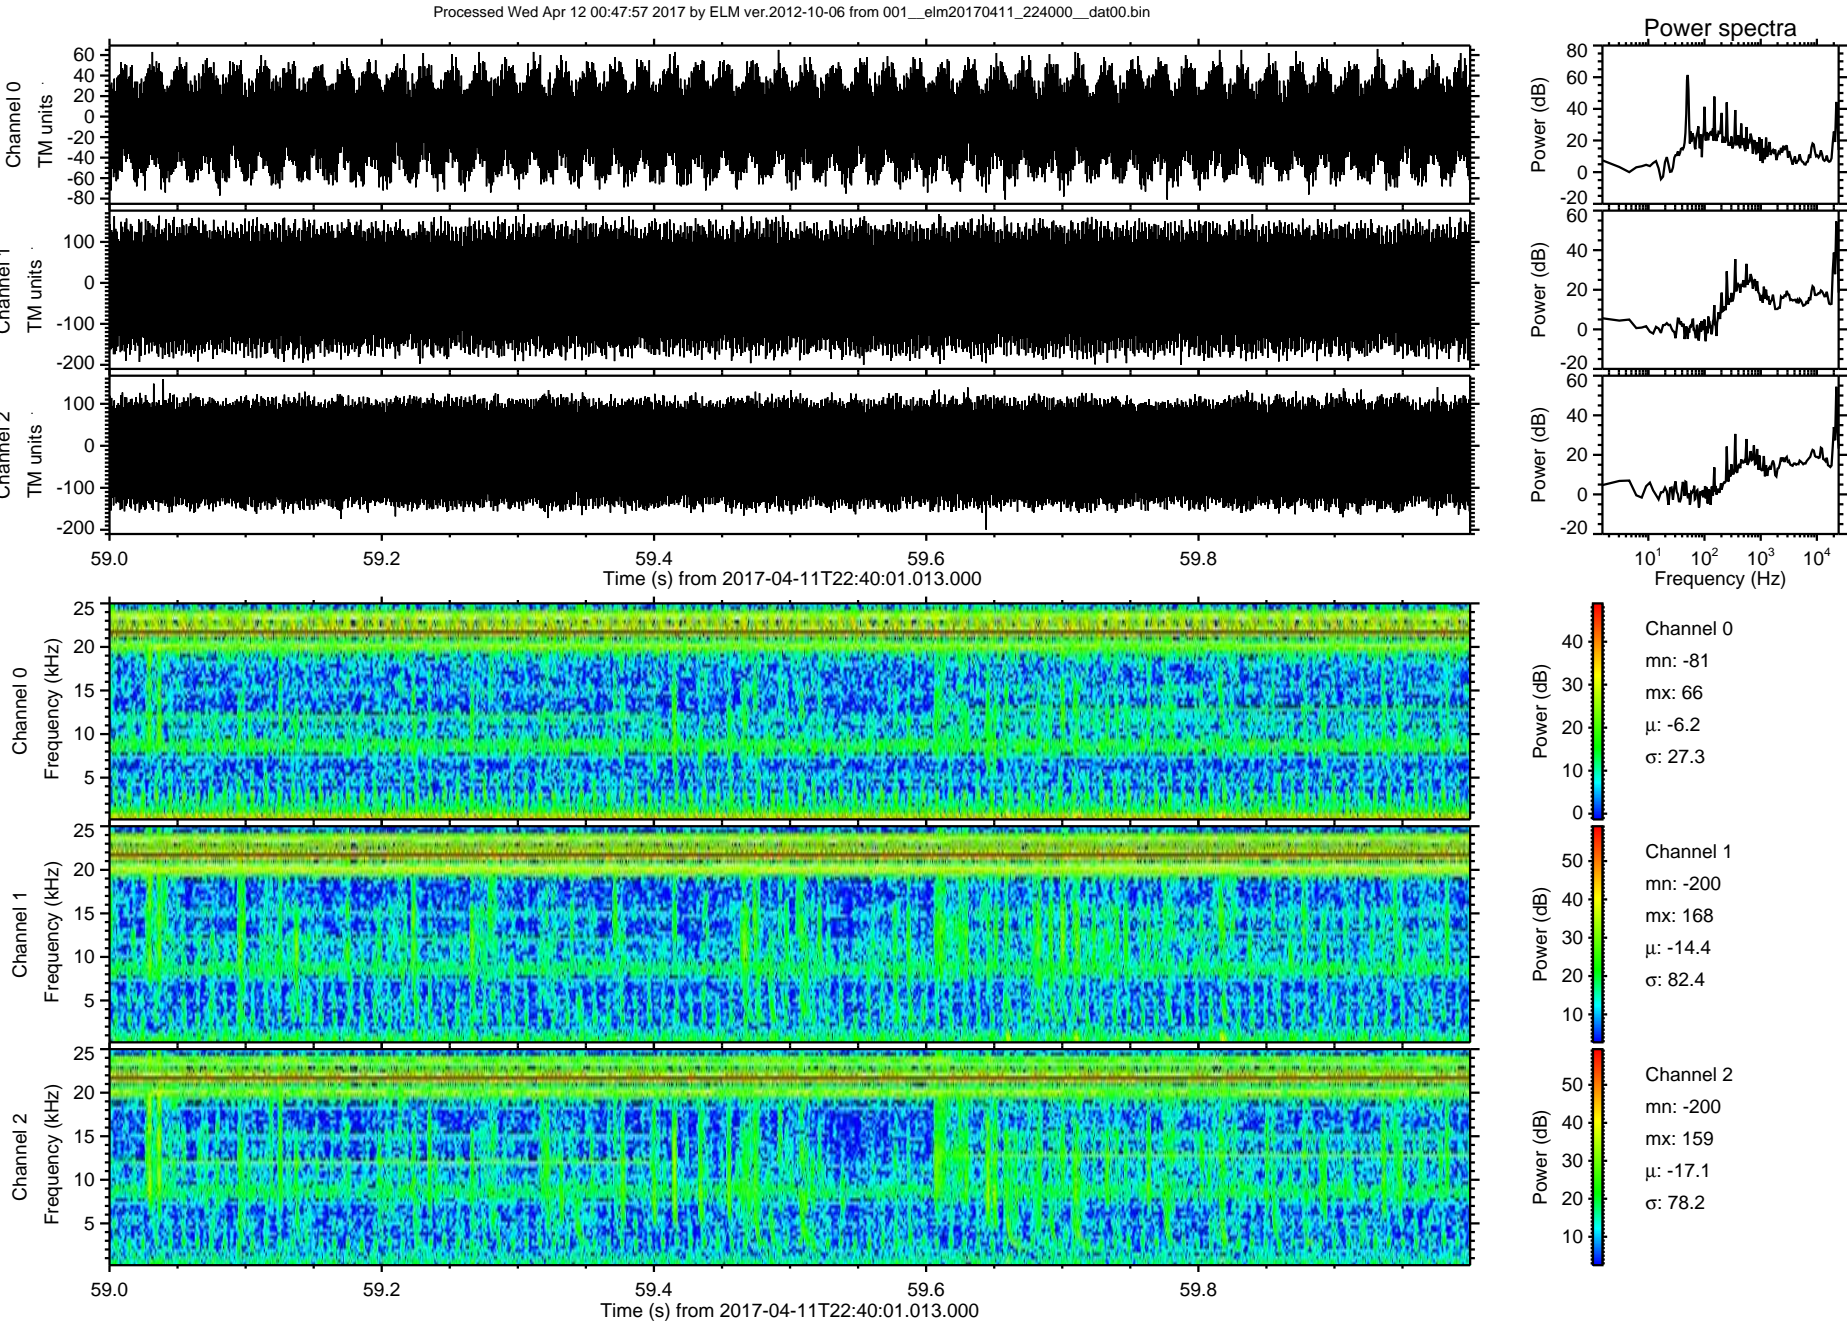 Processed Wed Apr 12 00:47:57 2017 by ELM ver.2012-10-06 from 001__elm20170411_224000__dat00.bin
Power spectra
Channel 0
TM units
60
40
20
0
-20
-40
-60
-80
Power (dB)
80
60
40
20
0
-20
Channel 1
TM units
100
0
-100
-200
Power (dB)
60
40
20
0
-20
Channel 2
TM units
100
0
-100
-200
Power (dB)
60
40
20
0
-20
59.0 59.2 59.4 59.6 59.8
Time (s) from 2017-04-11T22:40:01.013.000
10¹ 10² 10³ 10⁴
Frequency (Hz)
Channel 0
Frequency (kHz)
25
20
15
10
5
Power (dB)
40
30
20
10
0
Channel 0
mn: -81
mx: 66
μ: -6.2
σ: 27.3
Channel 1
Frequency (kHz)
25
20
15
10
5
Power (dB)
50
40
30
20
10
Channel 1
mn: -200
mx: 168
μ: -14.4
σ: 82.4
Channel 2
Frequency (kHz)
25
20
15
10
5
Power (dB)
50
40
30
20
10
Channel 2
mn: -200
mx: 159
μ: -17.1
σ: 78.2
59.0 59.2 59.4 59.6 59.8
Time (s) from 2017-04-11T22:40:01.013.000